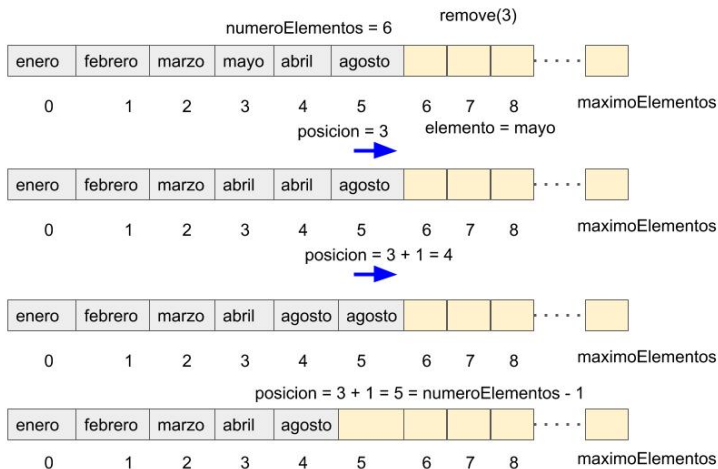 remove(3)
numeroElementos = 6
enero febrero marzo mayo abril agosto
0 1 2 3 4 5 6 7 8 maximoElementos
posicion = 3 elemento = mayo
enero febrero marzo abril abril agosto
0 1 2 3 4 5 6 7 8 maximoElementos
posicion = 3 + 1 = 4
enero febrero marzo abril agosto agosto
0 1 2 3 4 5 6 7 8 maximoElementos
posicion = 3 + 1 = 5 = numeroElementos - 1
enero febrero marzo abril agosto
0 1 2 3 4 5 6 7 8 maximoElementos